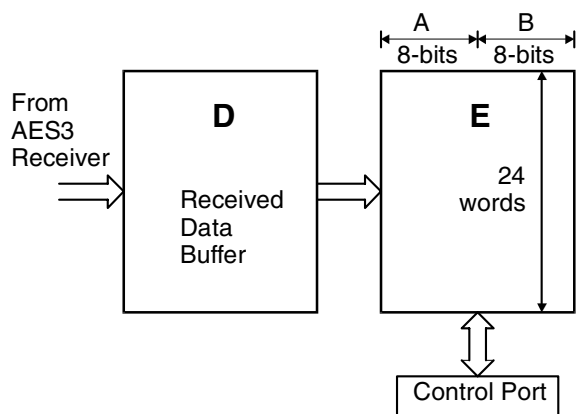 A
B
8-bits
8-bits
From
AES3
Receiver
D
Received
Data
Buffer
E
24
words
Control Port